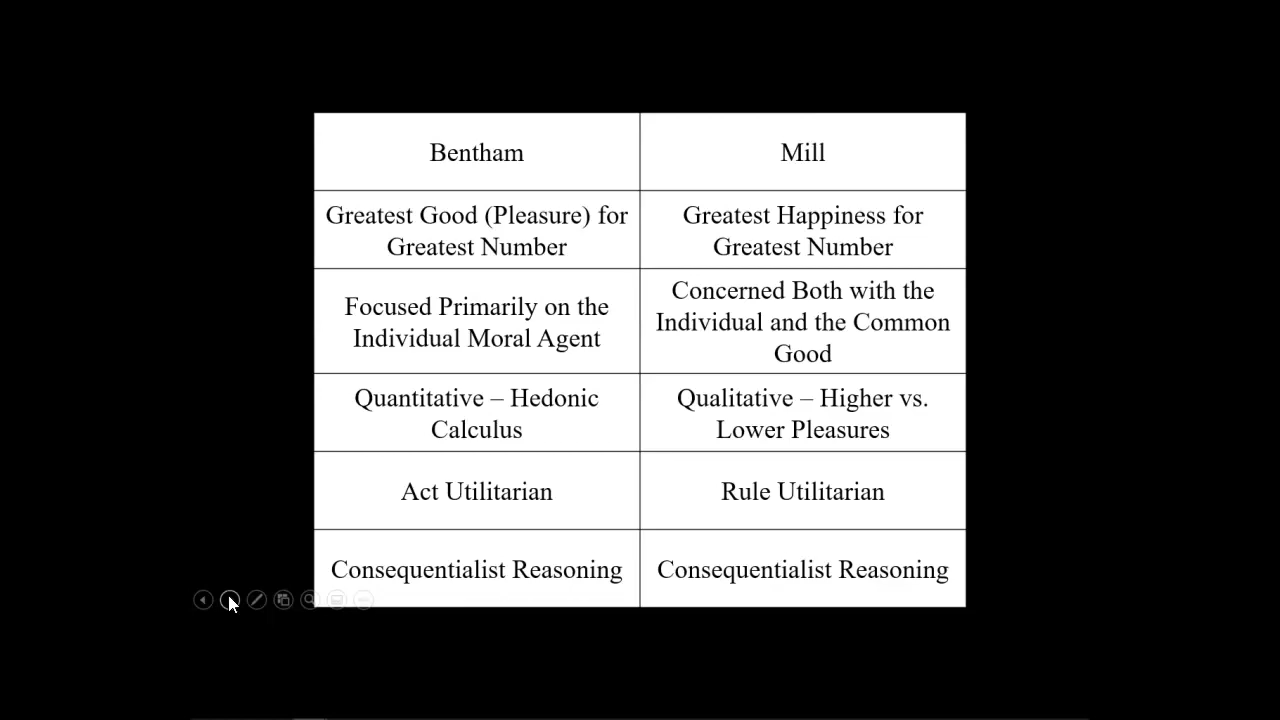 Bentham
Mill
Greatest Good (Pleasure) for
Greatest Number
Greatest Happiness for
Greatest Number
Focused Primarily on the
Individual Moral Agent
Concerned Both with the
Individual and the Common
Good
Quantitative – Hedonic
Calculus
Qualitative – Higher vs.
Lower Pleasures
Act Utilitarian
Rule Utilitarian
Consequentialist Reasoning
Consequentialist Reasoning